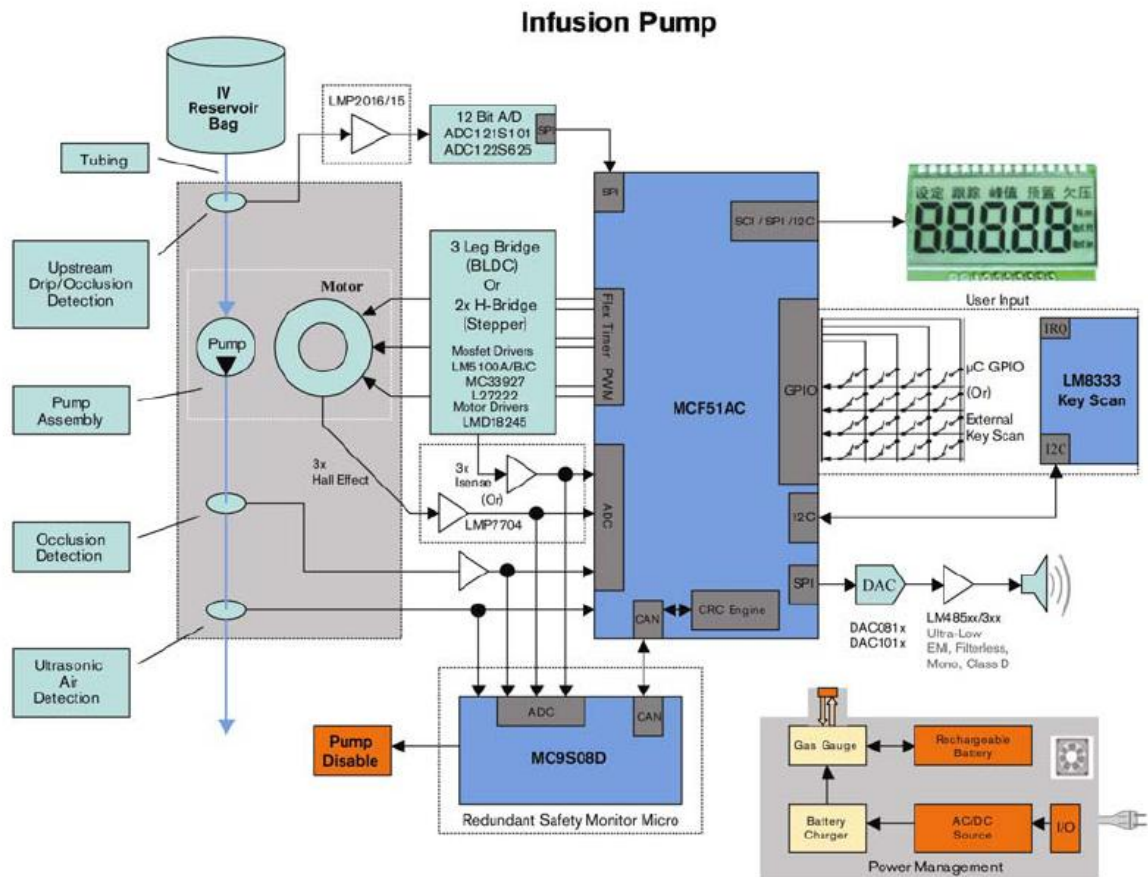 Infusion Pump
IV
Reservoir
Bag
Tubing
Upstream
Drip/Occlusion
Detection
Pump
Assembly
Occlusion
Detection
Ultrasonic
Air
Detection
LMP2016/15
12 Bit A/D
ADC121S101
ADC122S625
SPI
SPI
Motor
Pump
3x
Hall Effect
3 Leg Bridge
(BLDC)
Or
2x H-Bridge
(Stepper)
Mosfet Drivers
LM5100A/B/C
MC33927
L27222
Motor Drivers
LMD18245
Flex Timer PWM
3x
Isense
(Or)
LMP7704
ADC
MCF51AC
SCI / SPI / I2C
GPIO
I2C
SPI
CAN
CRC Engine
设定 跟踪 峰值 预置 欠压
88888
N.m
User Input
µC GPIO
(Or)
External
Key Scan
IRQ
LM8333
Key Scan
I2C
DAC
DAC081x
DAC101x
LM485xx/3xx
Ultra-Low
EMI, Filterless,
Mono, Class D
ADC
CAN
MC9S08D
Pump
Disable
Redundant Safety Monitor Micro
Gas Gauge
Rechargeable
Battery
Battery
Charger
AC/DC
Source
I/O
Power Management